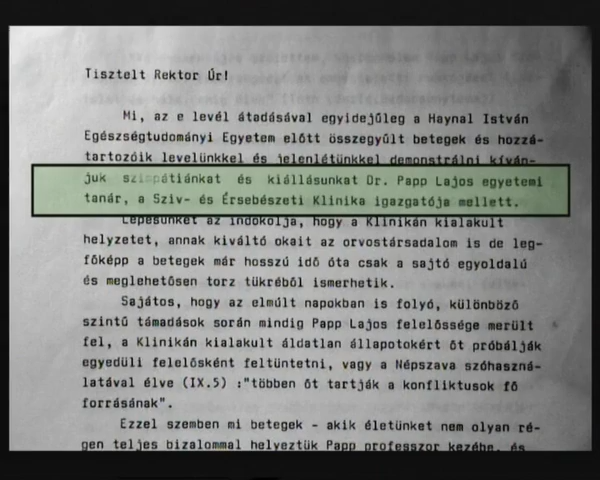 Tisztelt Rektor Úr!
Mi, az e levél átadásával egyidejűleg a Haynal István
Egészségtudományi Egyetem előtt összegyűlt betegek és hozzá-
tartozóik levelünkkel és jelenlétünkkel demonstrálni kíván-
juk szimpátiánkat és kiállásunkat Dr. Papp Lajos egyetemi
tanár, a Sziv- és Érsebészeti Klinika igazgatója mellett.
Lépésünket az indokolja, hogy a Klinikán kialakult
helyzetet, annak kiváltó okait az orvostársadalom is de leg-
főképp a betegek már hosszú idő óta csak a sajtó egyoldalú
és meglehetősen torz tükréből ismerhetik.
Sajátos, hogy az elmúlt napokban is folyó, különböző
szintű támadások során mindig Papp Lajos felelőssége merült
fel, a Klinikán kialakult áldatlan állapotokért őt próbálják
egyedüli felelősként feltüntetni, vagy a Népszava szóhaszná-
latával élve (IX.5) :"többen őt tartják a konfliktusok fő
forrásának".
Ezzel szemben mi betegek - akik életünket nem olyan ré-
gen teljes bizalommal helyeztük Papp professzor kezébe, és